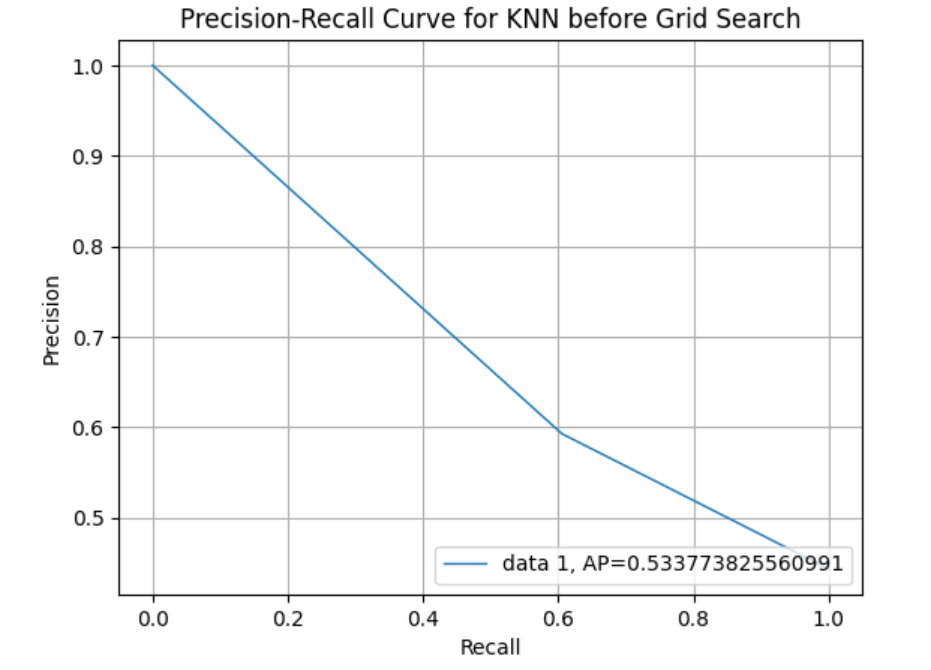 Precision-Recall Curve for KNN before Grid Search
1.0
0.9
0.8
0.7
0.6
0.5
Precision
data 1, AP=0.533773825560991
0.0 0.2 0.4 0.6 0.8 1.0
Recall